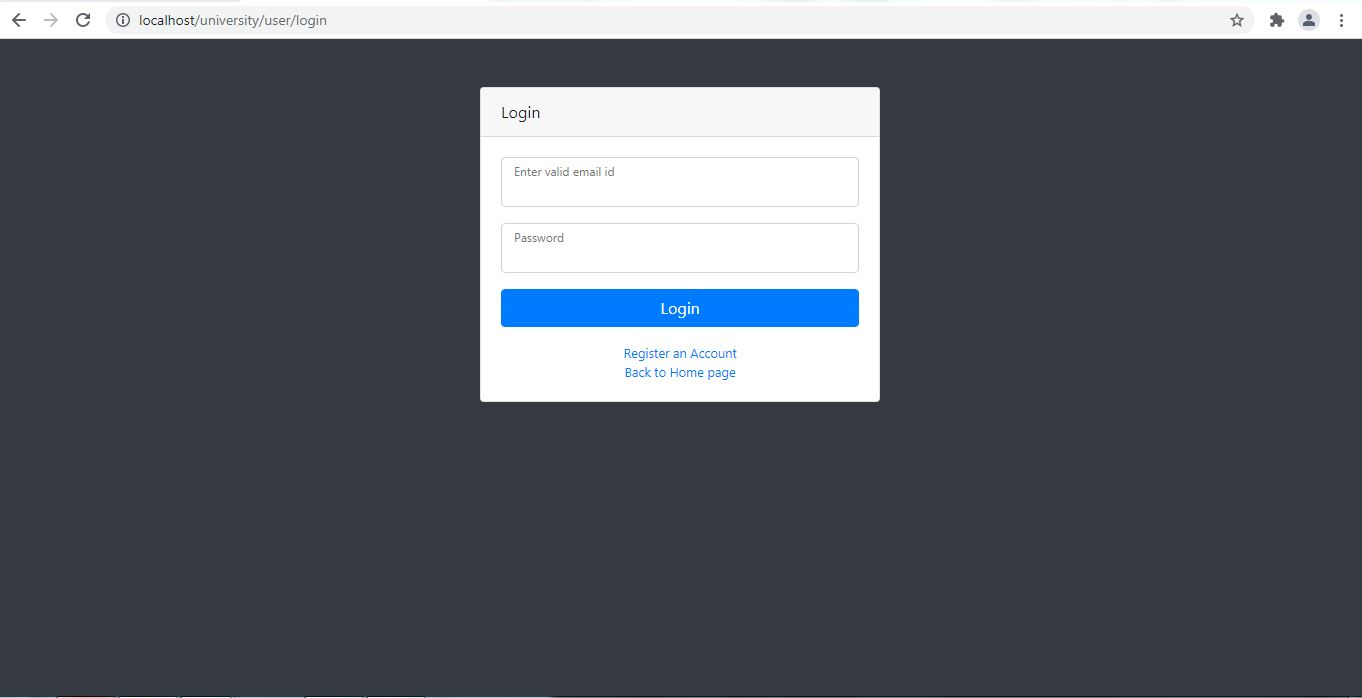 localhost/university/user/login
Login
Enter valid email id
Password
Login
Register an Account
Back to Home page